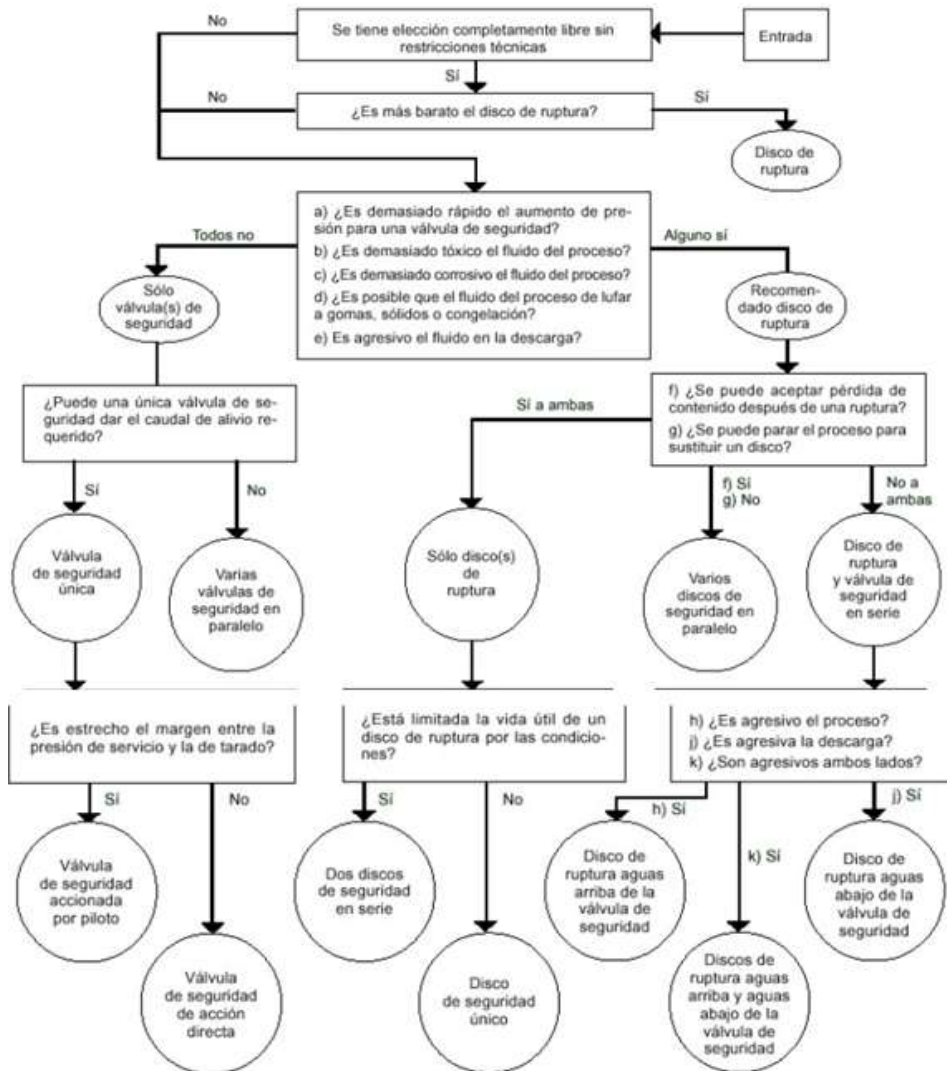 No
Se tiene elección completamente libre sin
restricciones técnicas
Entrada
Sí
No
¿Es más barato el disco de ruptura?
Sí
Disco de
ruptura
a) ¿Es demasiado rápido el aumento de pre-
sión para una válvula de seguridad?
b) ¿Es demasiado tóxico el fluido del proceso?
c) ¿Es demasiado corrosivo el fluido del proceso?
d) ¿Es posible que el fluido del proceso de lufar
a gomas, sólidos o congelación?
e) Es agresivo el fluido en la descarga?
Todos no
Alguno sí
Sólo
válvula(s) de
seguridad
Recomen-
dado disco de
ruptura
¿Puede una única válvula de se-
guridad dar el caudal de alivio re-
querido?
Sí a ambas
f) ¿Se puede aceptar pérdida de
contenido después de una ruptura?
g) ¿Se puede parar el proceso para
sustituir un disco?
Sí
No
f) Sí
g) No
No a
ambas
Válvula
de seguridad
única
Varias
válvulas de
seguridad en
paralelo
Sólo disco(s)
de
ruptura
Varios
discos de
seguridad en
paralelo
Disco de
ruptura
y válvula de
seguridad
en serie
¿Es estrecho el margen entre la
presión de servicio y la de tarado?
¿Está limitada la vida útil de un
disco de ruptura por las condicio-
nes?
h) ¿Es agresivo el proceso?
j) ¿Es agresiva la descarga?
k) ¿Son agresivos ambos lados?
Sí
No
Sí
No
h) Sí
k) Sí
j) Sí
Válvula
de seguridad
accionada
por piloto
Válvula
de seguridad
de acción
directa
Dos discos
de seguridad
en serie
Disco
de seguridad
único
Disco de
ruptura aguas
arriba de la
válvula de
seguridad
Discos de
ruptura aguas
arriba y aguas
abajo de la
válvula de
seguridad
Disco de
ruptura aguas
abajo de la
válvula de
seguridad